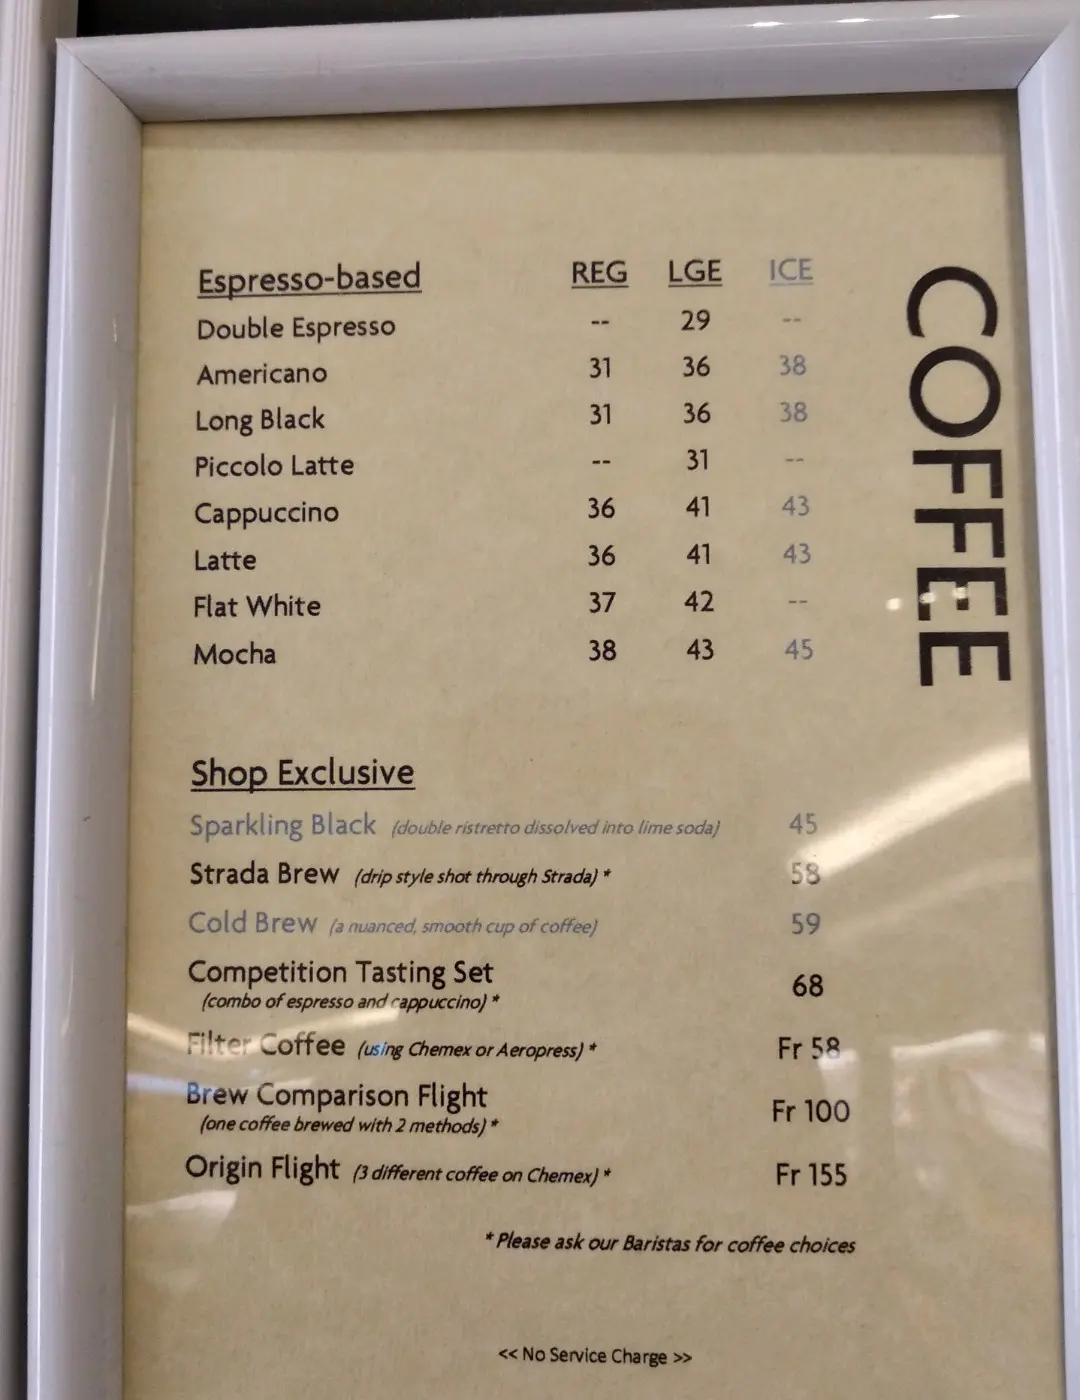 COFFEE
Espresso-based REG LGE ICE
Double Espresso -- 29 --
Americano 31 36 38
Long Black 31 36 38
Piccolo Latte -- 31 --
Cappuccino 36 41 43
Latte 36 41 43
Flat White 37 42 --
Mocha 38 43 45
Shop Exclusive
Sparkling Black (double ristretto dissolved into lime soda) 45
Strada Brew (drip style shot through Strada) * 58
Cold Brew (a nuanced, smooth cup of coffee) 59
Competition Tasting Set 68
(combo of espresso and cappuccino) *
Filter Coffee (using Chemex or Aeropress) * Fr 58
Brew Comparison Flight Fr 100
(one coffee brewed with 2 methods) *
Origin Flight (3 different coffee on Chemex) * Fr 155
* Please ask our Baristas for coffee choices
<< No Service Charge >>